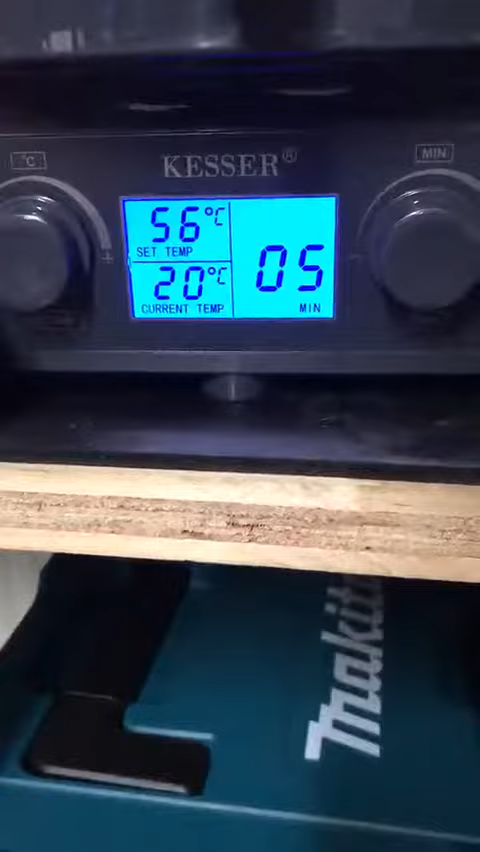 °C
KESSER®
MIN
56°C
SET TEMP
20°C
CURRENT TEMP
05
MIN
+
makita